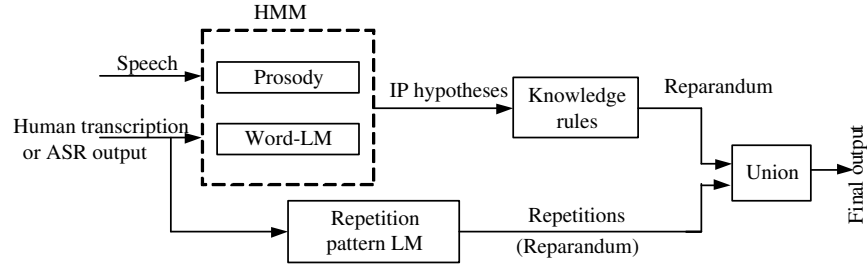 HMM
Speech
Prosody
IP hypotheses
Knowledge
rules
Reparandum
Human transcription
or ASR output
Word-LM
Union
Final output
Repetition
pattern LM
Repetitions
(Reparandum)